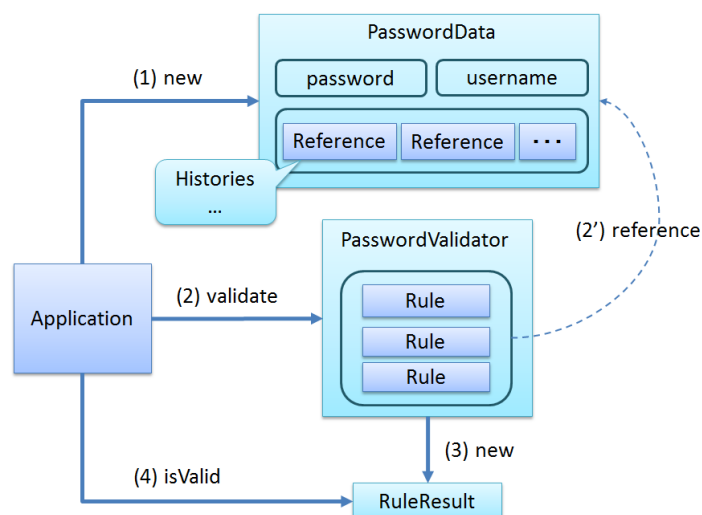 PasswordData
(1) new
password
username
Reference
Reference
...
Histories
...
PasswordValidator
(2') reference
(2) validate
Application
Rule
Rule
Rule
(3) new
(4) isValid
RuleResult